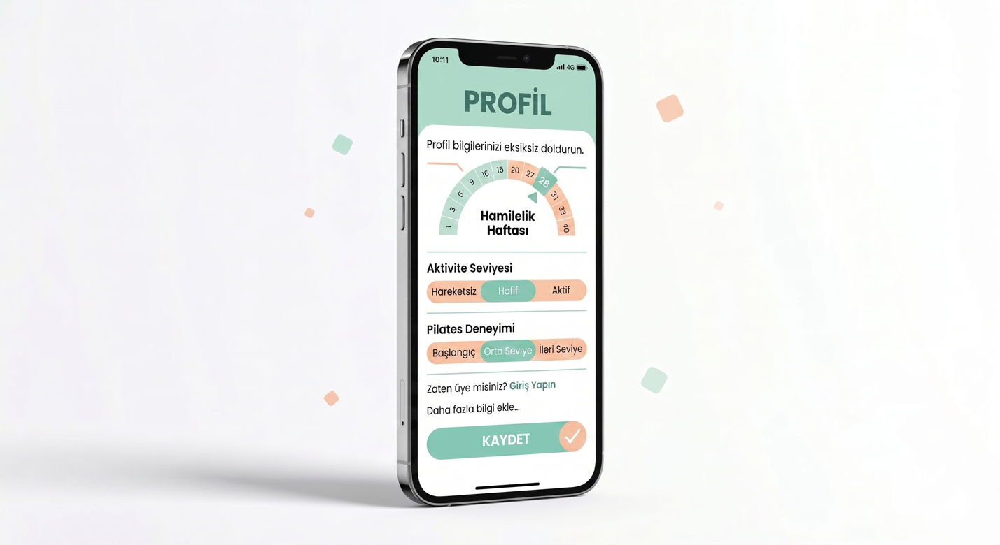 10:11
4G
PROFİL
Profil bilgilerinizi eksiksiz doldurun.
1 3 5 9 16 15 20 27 28 31 33 40
Hamilelik
Haftası
Aktivite Seviyesi
Hareketsiz Hafif Aktif
Pilates Deneyimi
Başlangıç Orta Seviye İleri Seviye
Zaten üye misiniz? Giriş Yapın
Daha fazla bilgi ekle...
KAYDET